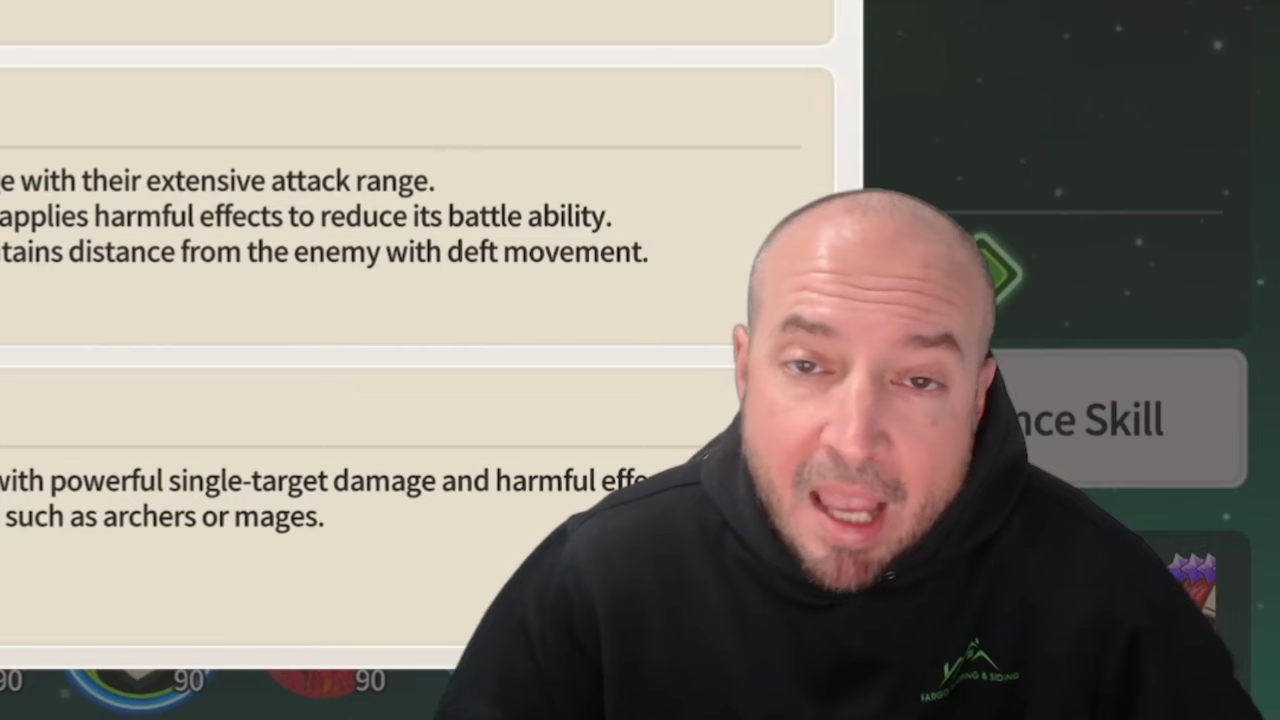 e with their extensive attack range.
applies harmful effects to reduce its battle ability.
tains distance from the enemy with deft movement.
nce Skill
with powerful single-target damage and harmful effe
such as archers or mages.
90
90
90
FARGO
& SIDING